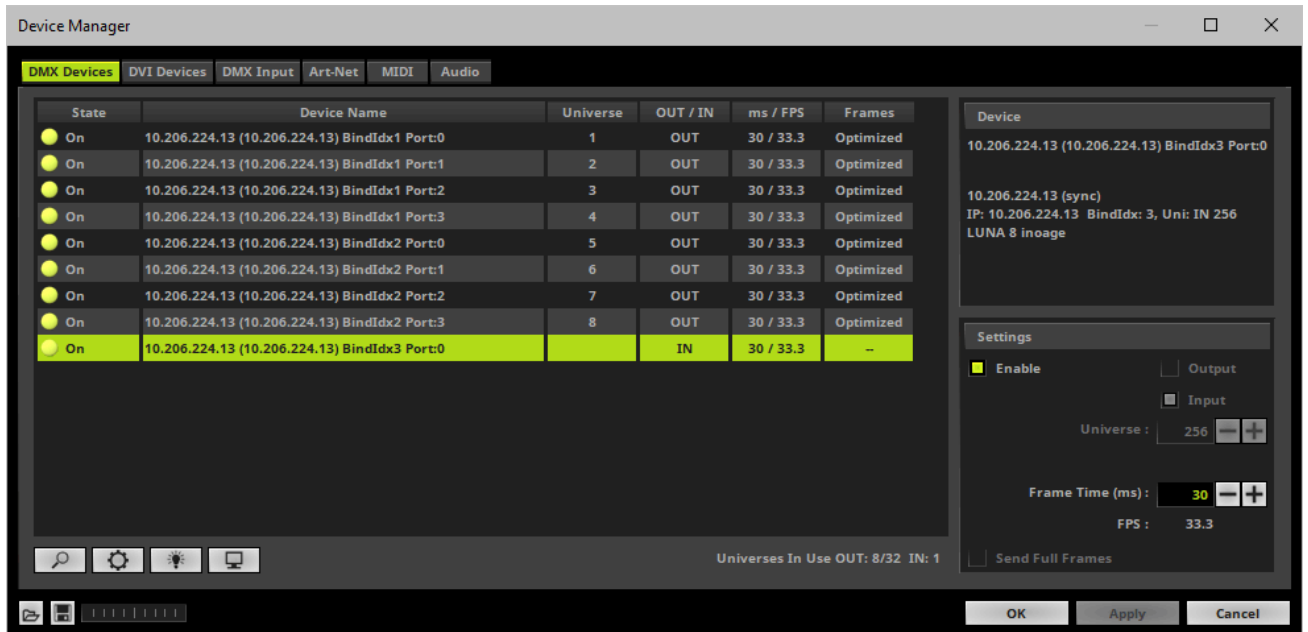 Device Manager
DMX Devices DVI Devices DMX Input Art-Net MIDI Audio
State Device Name Universe OUT / IN ms / FPS Frames
On 10.206.224.13 (10.206.224.13) BindIdx1 Port:0 1 OUT 30 / 33.3 Optimized
On 10.206.224.13 (10.206.224.13) BindIdx1 Port:1 2 OUT 30 / 33.3 Optimized
On 10.206.224.13 (10.206.224.13) BindIdx1 Port:2 3 OUT 30 / 33.3 Optimized
On 10.206.224.13 (10.206.224.13) BindIdx1 Port:3 4 OUT 30 / 33.3 Optimized
On 10.206.224.13 (10.206.224.13) BindIdx2 Port:0 5 OUT 30 / 33.3 Optimized
On 10.206.224.13 (10.206.224.13) BindIdx2 Port:1 6 OUT 30 / 33.3 Optimized
On 10.206.224.13 (10.206.224.13) BindIdx2 Port:2 7 OUT 30 / 33.3 Optimized
On 10.206.224.13 (10.206.224.13) BindIdx2 Port:3 8 OUT 30 / 33.3 Optimized
On 10.206.224.13 (10.206.224.13) BindIdx3 Port:0 IN 30 / 33.3 --
Universes In Use OUT: 8/32 IN: 1
Device
10.206.224.13 (10.206.224.13) BindIdx3 Port:0
10.206.224.13 (sync)
IP: 10.206.224.13 BindIdx: 3, Uni: IN 256
LUNA 8 inoage
Settings
Enable Output
Input
Universe : 256
Frame Time (ms) : 30
FPS : 33.3
Send Full Frames
OK Apply Cancel